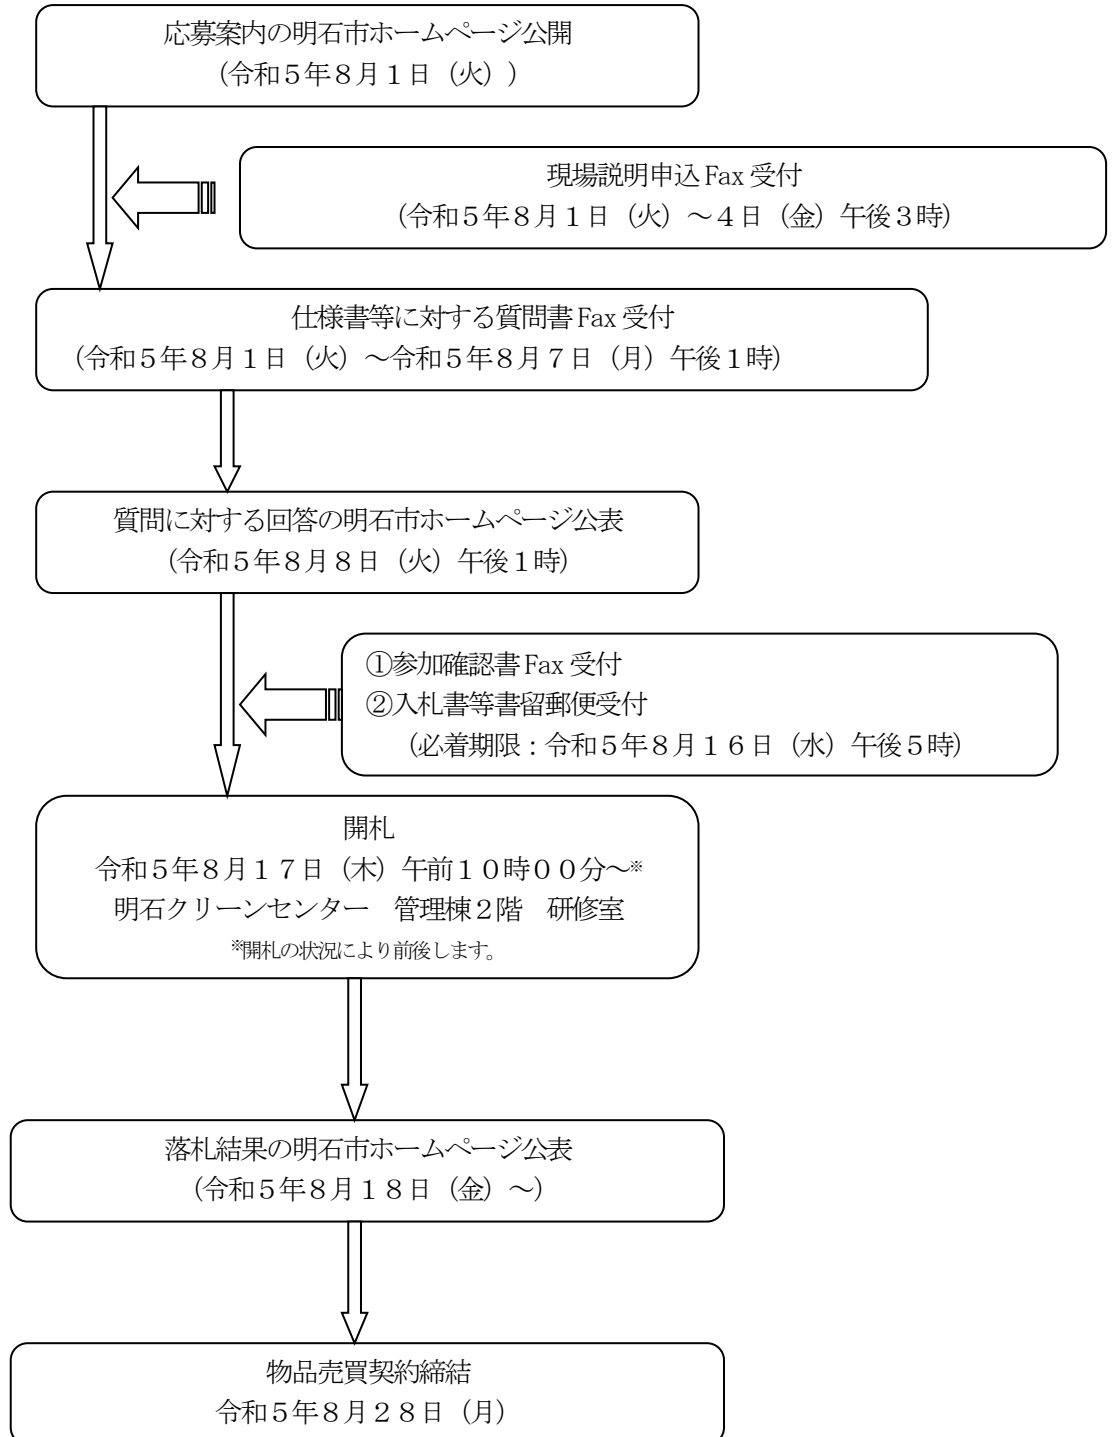 応募案内の明石市ホームページ公開
(令和５年８月１日（火）)
現場説明申込 Fax 受付
(令和５年８月１日（火）～４日（金）午後３時)
仕様書等に対する質問書 Fax 受付
(令和５年８月１日（火）～令和５年８月７日（月）午後１時)
質問に対する回答の明石市ホームページ公表
(令和５年８月８日（火）午後１時)
①参加確認書 Fax 受付
②入札書等書留郵便受付
(必着期限：令和５年８月１６日（水）午後５時)
開札
令和５年８月１７日（木）午前１０時００分～※
明石クリーンセンター　管理棟２階　研修室
※開札の状況により前後します。
落札結果の明石市ホームページ公表
(令和５年８月１８日（金）～)
物品売買契約締結
令和５年８月２８日（月）